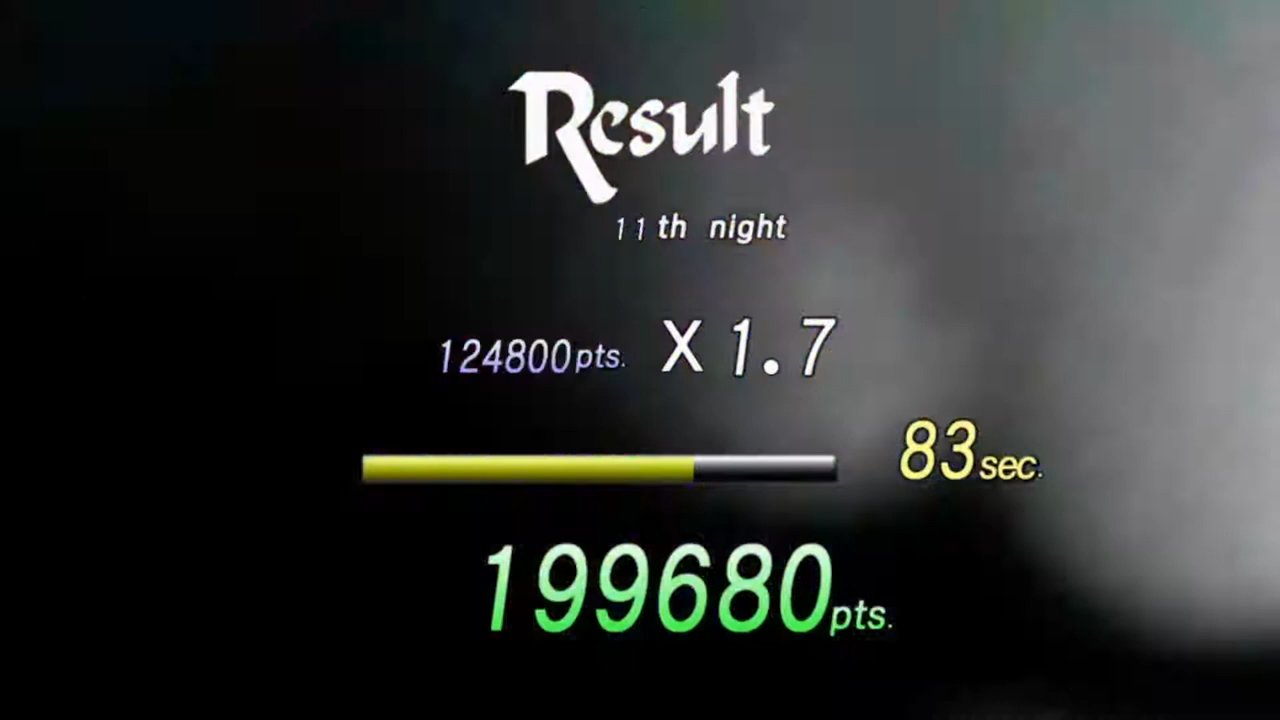 Result
11th night
124800pts. X 1.7
83sec.
199680pts.